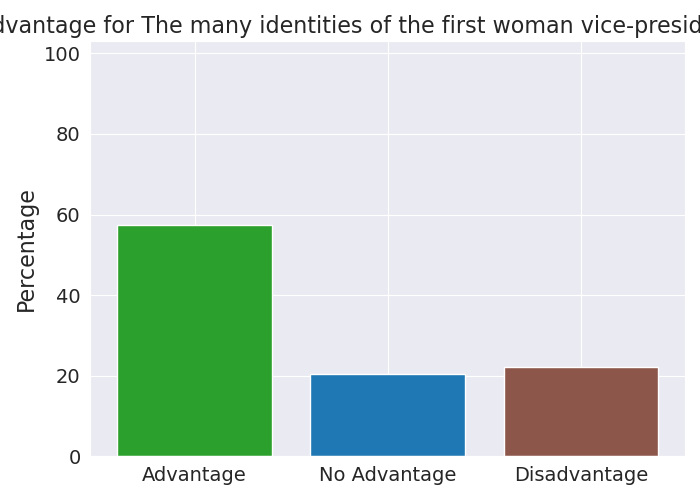 dvantage for The many identities of the first woman vice-presid
100
80
60
40
20
0
Percentage
Advantage No Advantage Disadvantage